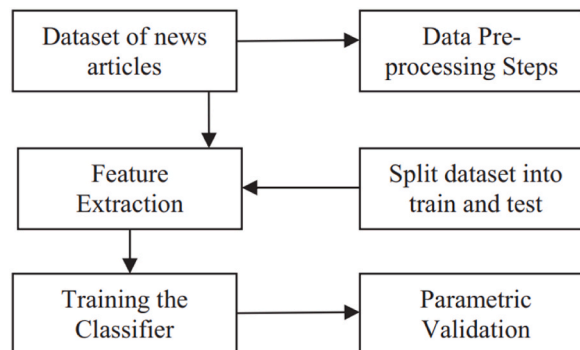 Dataset of news
articles
Data Pre-
processing Steps
Feature
Extraction
Split dataset into
train and test
Training the
Classifier
Parametric
Validation